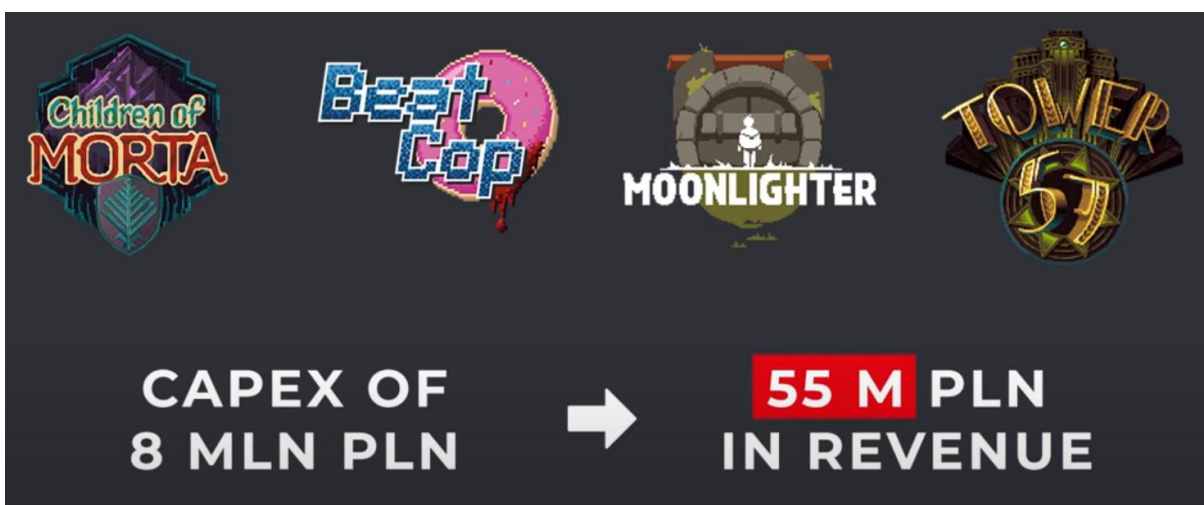 Children of
MORTA
Beat
Cop
MOONLIGHTER
TOWER
57
CAPEX OF
8 MLN PLN
55 M PLN
IN REVENUE